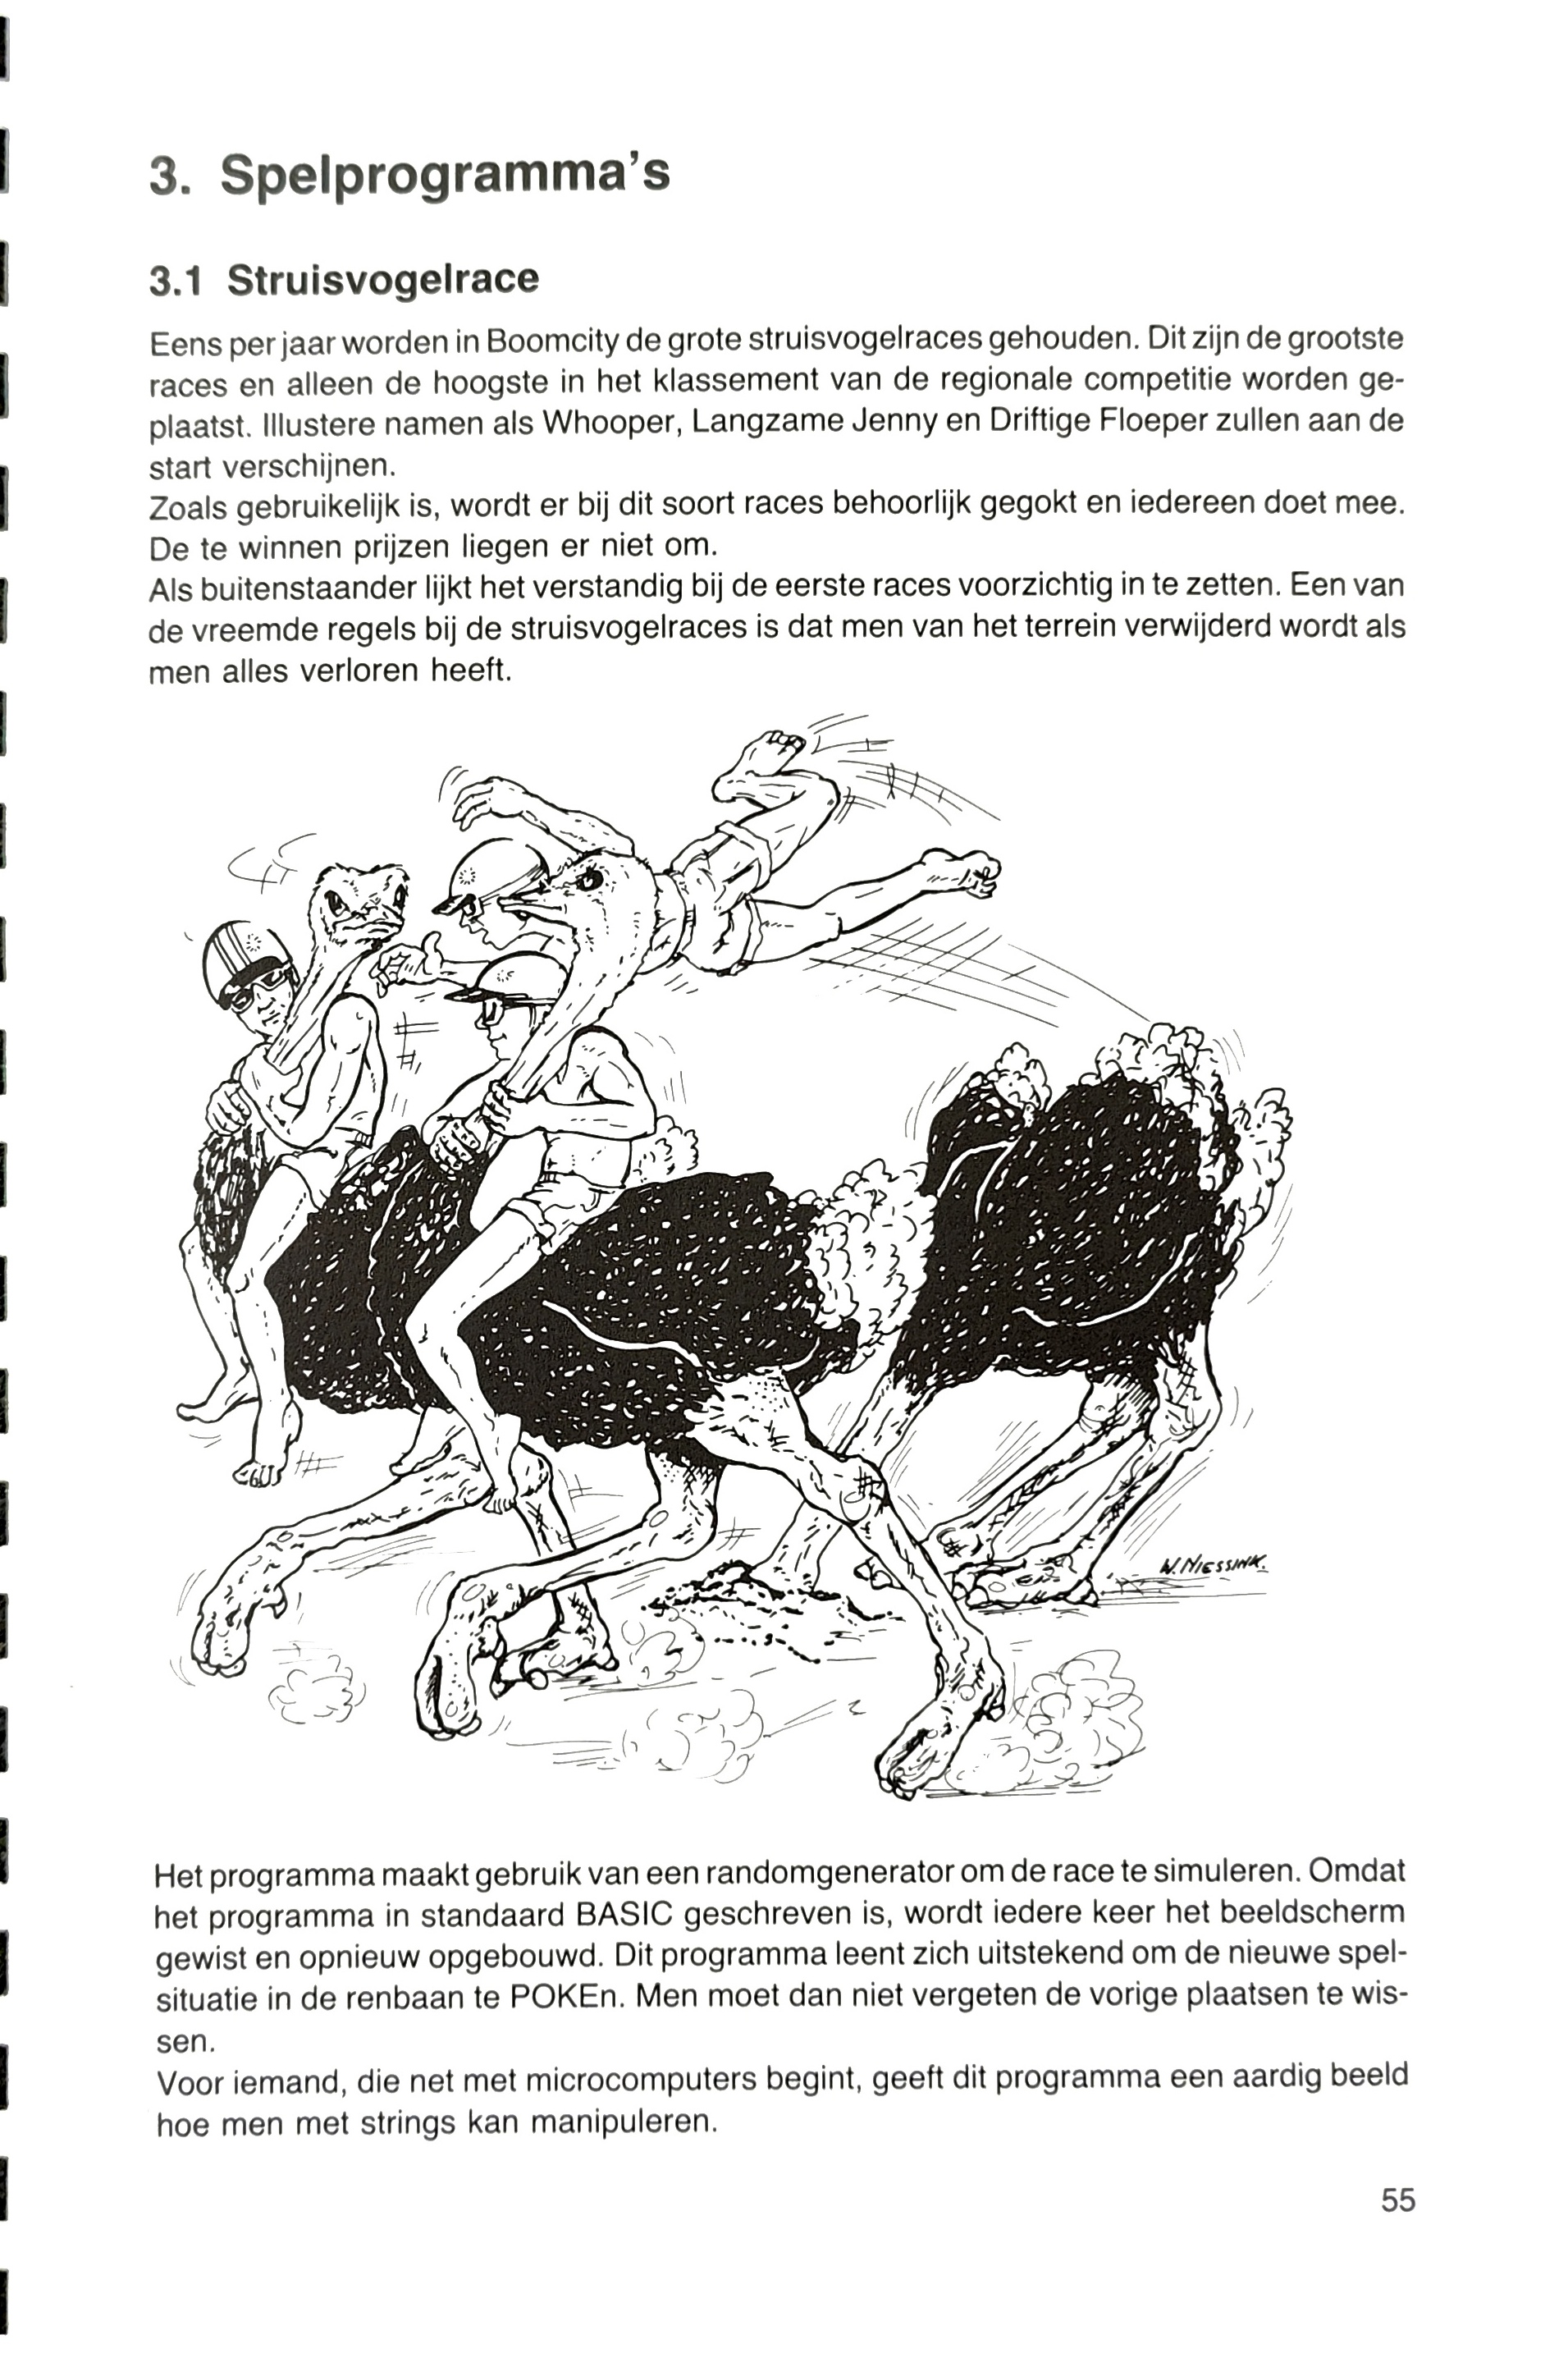 3. Spelprogramma's
3.1 Struisvogelrace
Eens per jaar worden in Boomcity de grote struisvogelraces gehouden. Dit zijn de grootste
races en alleen de hoogste in het klassement van de regionale competitie worden ge-
plaatst. Illustere namen als Whooper, Langzame Jenny en Driftige Floeper zullen aan de
start verschijnen.
Zoals gebruikelijk is, wordt er bij dit soort races behoorlijk gegokt en iedereen doet mee.
De te winnen prijzen liegen er niet om.
Als buitenstaander lijkt het verstandig bij de eerste races voorzichtig in te zetten. Een van
de vreemde regels bij de struisvogelraces is dat men van het terrein verwijderd wordt als
men alles verloren heeft.
W. NIESSINK.
Het programma maakt gebruik van een randomgenerator om de race te simuleren. Omdat
het programma in standaard BASIC geschreven is, wordt iedere keer het beeldscherm
gewist en opnieuw opgebouwd. Dit programma leent zich uitstekend om de nieuwe spel-
situatie in de renbaan te POKEn. Men moet dan niet vergeten de vorige plaatsen te wis-
sen.
Voor iemand, die net met microcomputers begint, geeft dit programma een aardig beeld
hoe men met strings kan manipuleren.
55